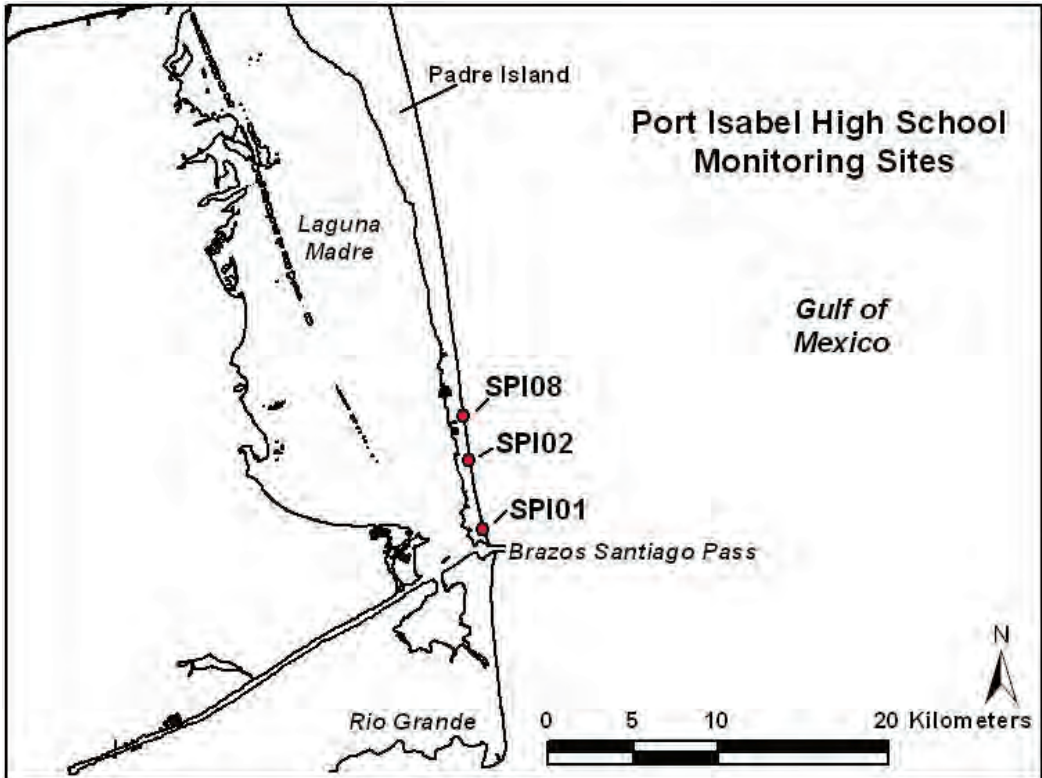 Padre Island
Port Isabel High School
Monitoring Sites
Laguna
Madre
Gulf of
Mexico
SPI08
SPI02
SPI01
Brazos Santiago Pass
N
Rio Grande
0 5 10 20 Kilometers